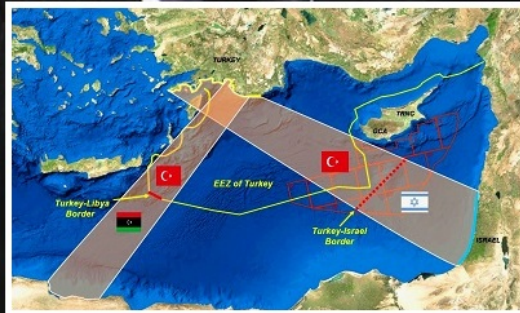 TURKEY
TRNC
GCA
EEZ of Turkey
Turkey-Libya
Border
Turkey-Israel
Border
ISRAEL